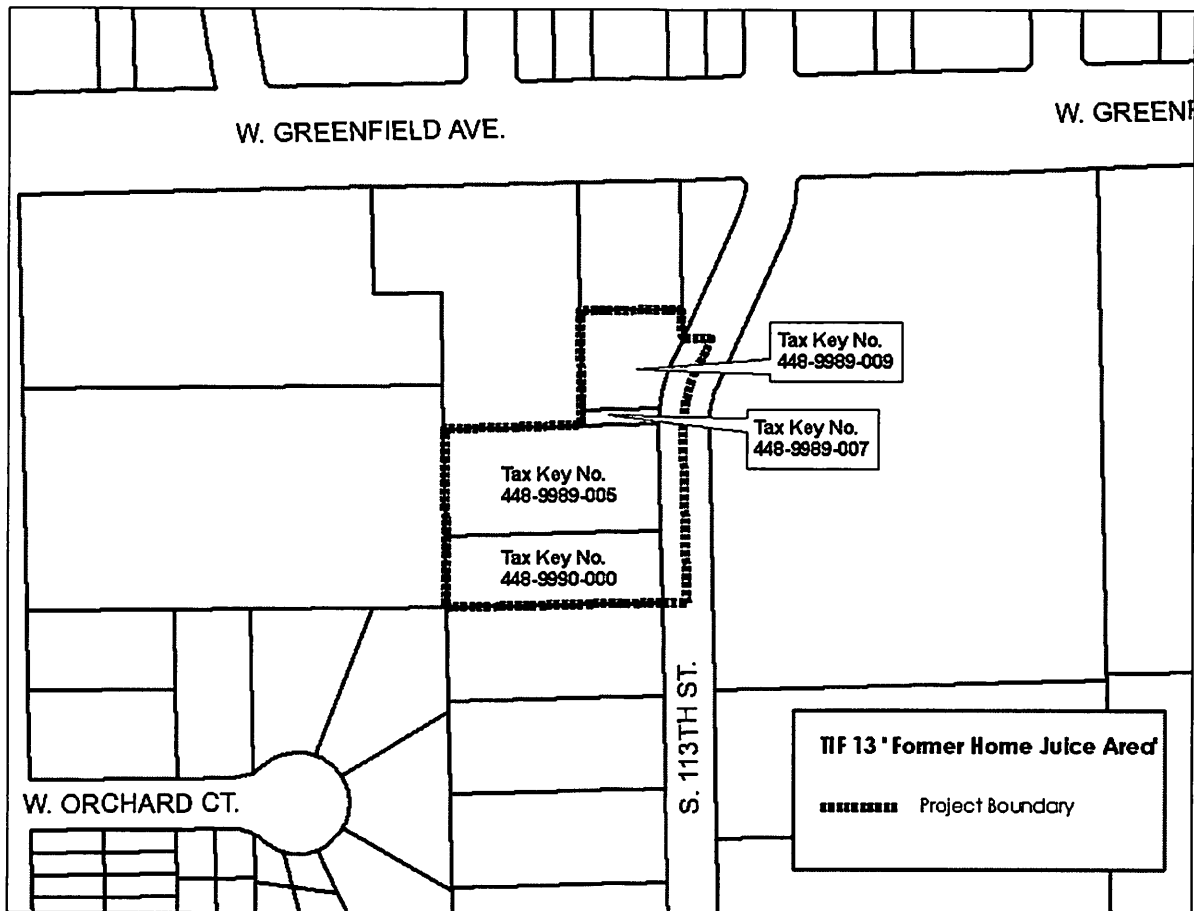 W. GREENFIELD AVE.
W. GREENF
Tax Key No.
448-9989-009
Tax Key No.
448-9989-007
Tax Key No.
448-9989-005
Tax Key No.
448-9990-000
S. 113TH ST.
TIF 13 "Former Home Juice Area"
Project Boundary
W. ORCHARD CT.